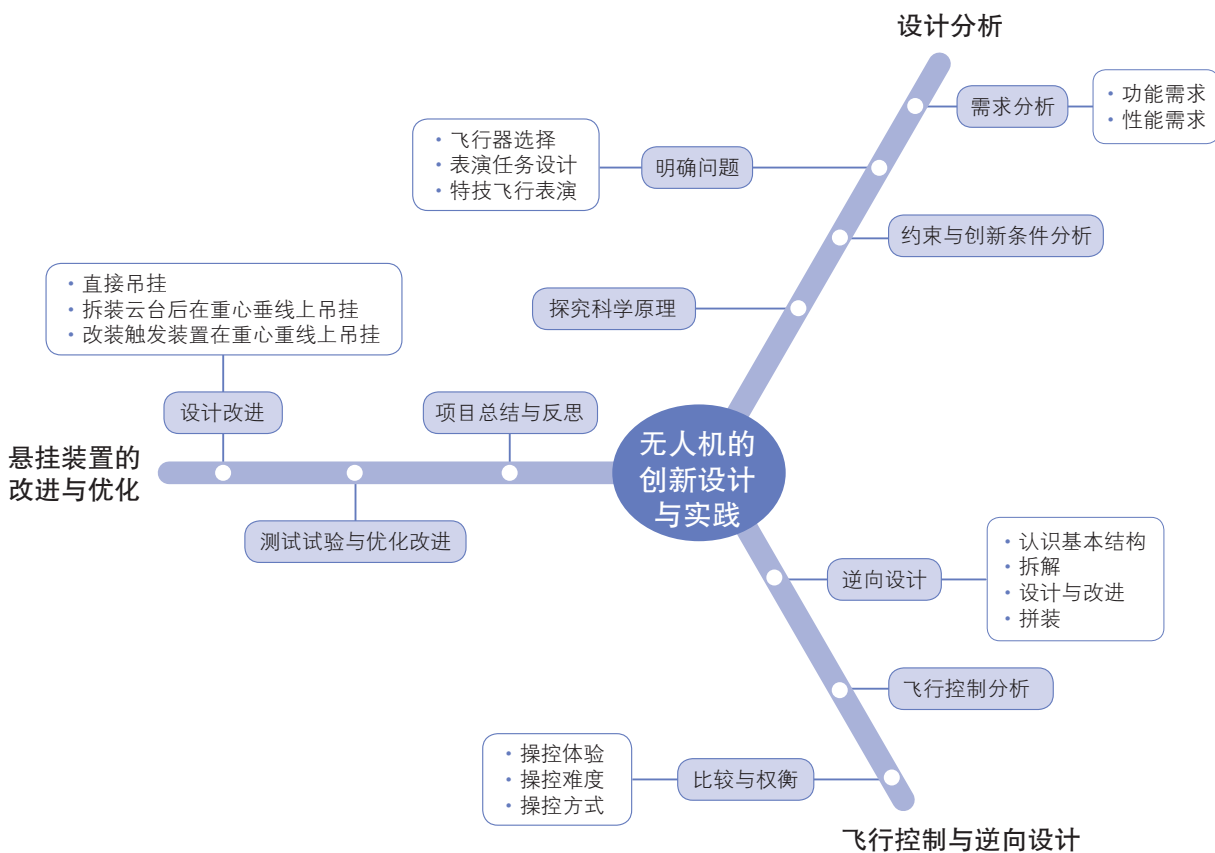 设计分析
需求分析
• 功能需求
• 性能需求
• 飞行器选择
• 表演任务设计
• 特技飞行表演
明确问题
约束与创新条件分析
探究科学原理
• 直接吊挂
• 拆装云台后在重心垂线上吊挂
• 改装触发装置在重心重线上吊挂
设计改进
项目总结与反思
悬挂装置的
改进与优化
测试试验与优化改进
无人机的
创新设计
与实践
逆向设计
• 认识基本结构
• 拆解
• 设计与改进
• 拼装
飞行控制分析
• 操控体验
• 操控难度
• 操控方式
比较与权衡
飞行控制与逆向设计